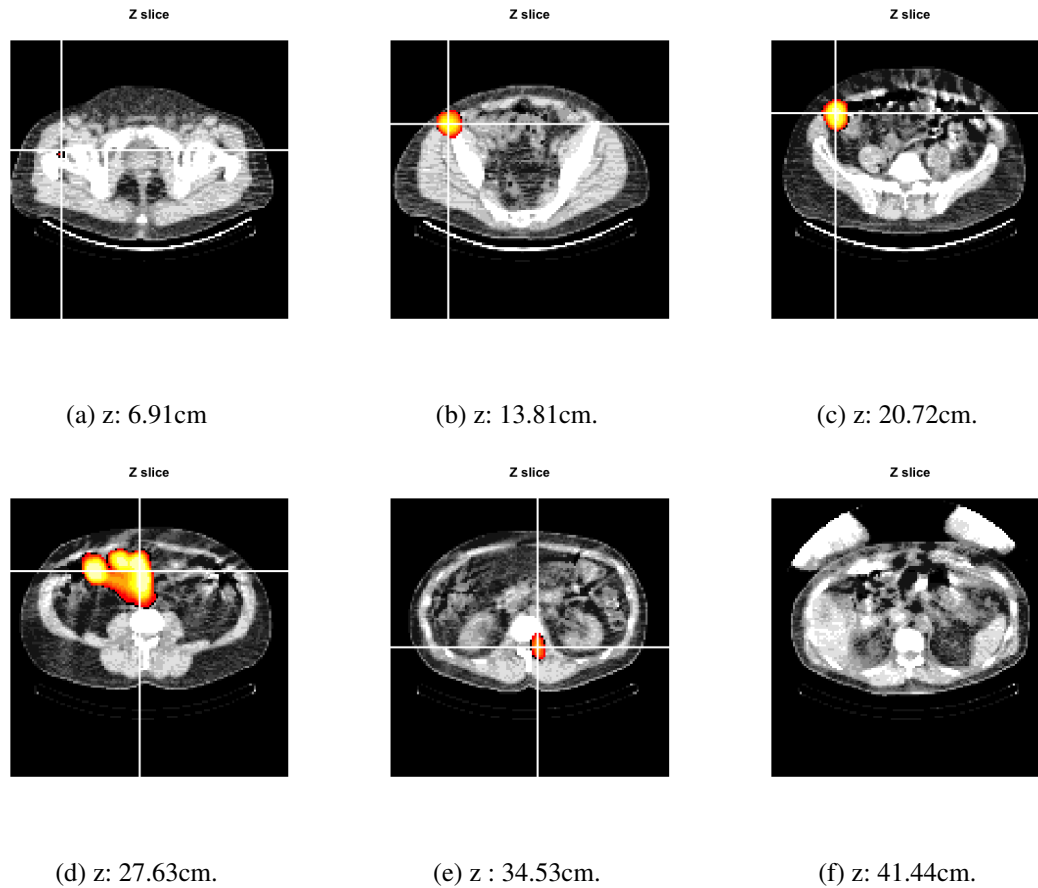 Z slice
Z slice
Z slice
(a) z: 6.91cm
(b) z: 13.81cm.
(c) z: 20.72cm.
Z slice
Z slice
Z slice
(d) z: 27.63cm.
(e) z : 34.53cm.
(f) z: 41.44cm.